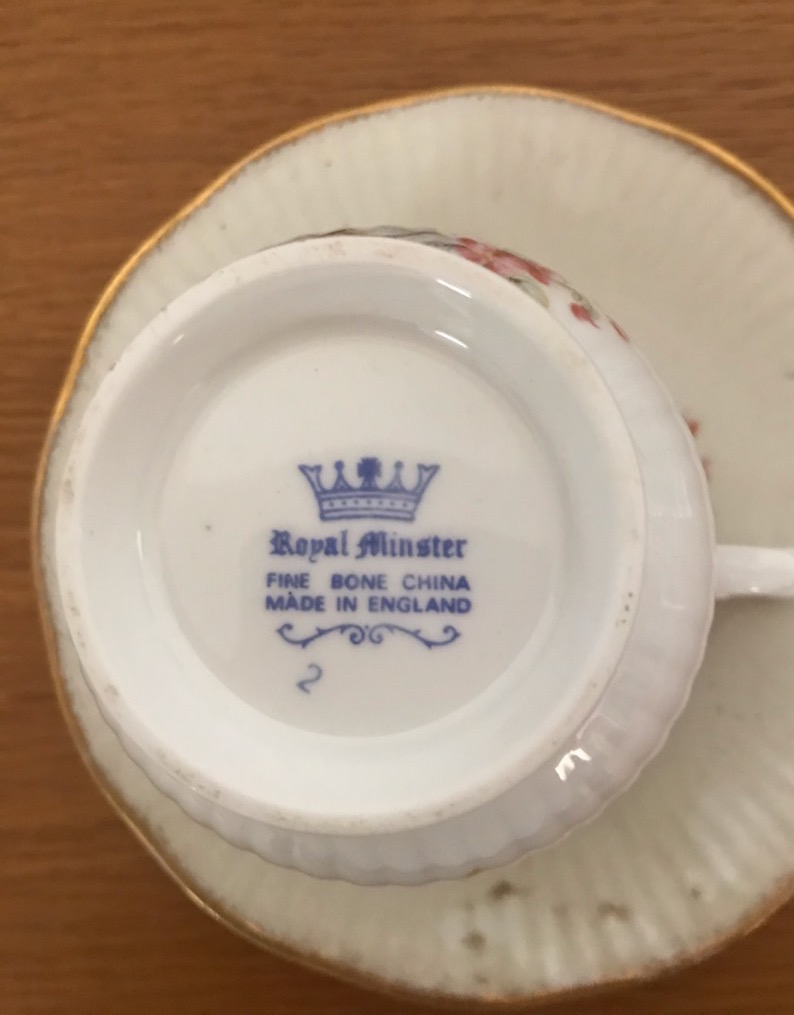 Royal Minster
FINE BONE CHINA
MADE IN ENGLAND
2